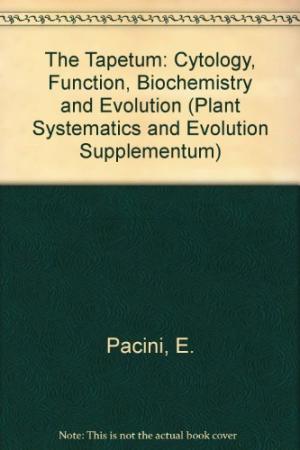 The Tapetum: Cytology,
Function, Biochemistry
and Evolution (Plant
Systematics and Evolution
Supplementum)
Pacini, E.
Note: This is not the actual book cover